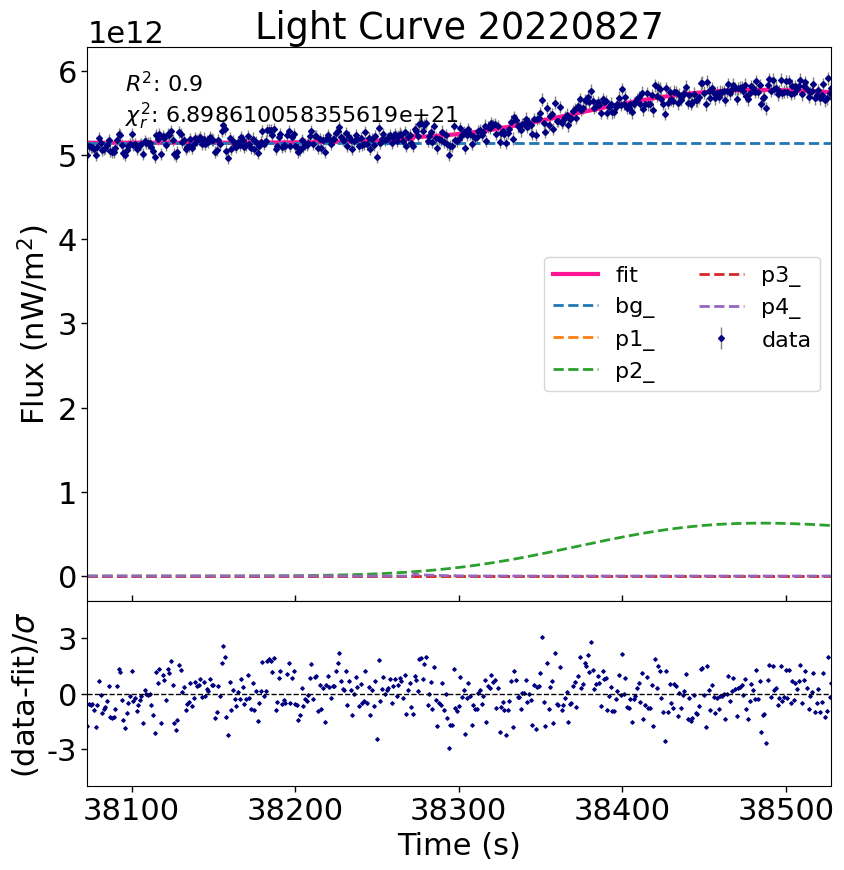 Light Curve 20220827
1e12
R²: 0.9
χ²ᵣ: 6.898610058355619e+21
6
5
4
3
2
1
0
Flux (nW/m²)
fit
bg_
p1_
p2_
p3_
p4_
data
3
0
-3
(data-fit)/σ
38100 38200 38300 38400 38500
Time (s)